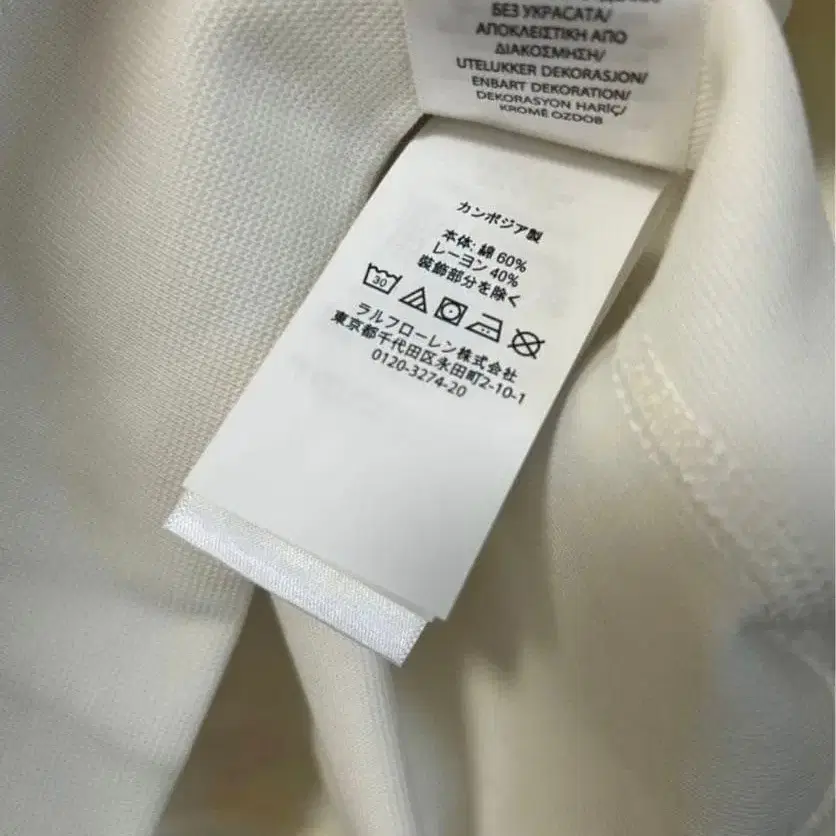 БЕЗ УКРАСАТА/
ΑΠΟΚΛΕΙΣΤΙΚΗ ΑΠΟ
ΔΙΑΚΟΣΜΗΣΗ/
UTELUKKER DEKORASJON/
ENBART DEKORATION/
DEKORASYON HARİÇ/
KROMĚ OZDOB
カンボジア製
本体: 綿 60%
レーヨン 40%
装飾部分を除く
30
ラルフローレン株式会社
東京都千代田区永田町2-10-1
0120-3274-20